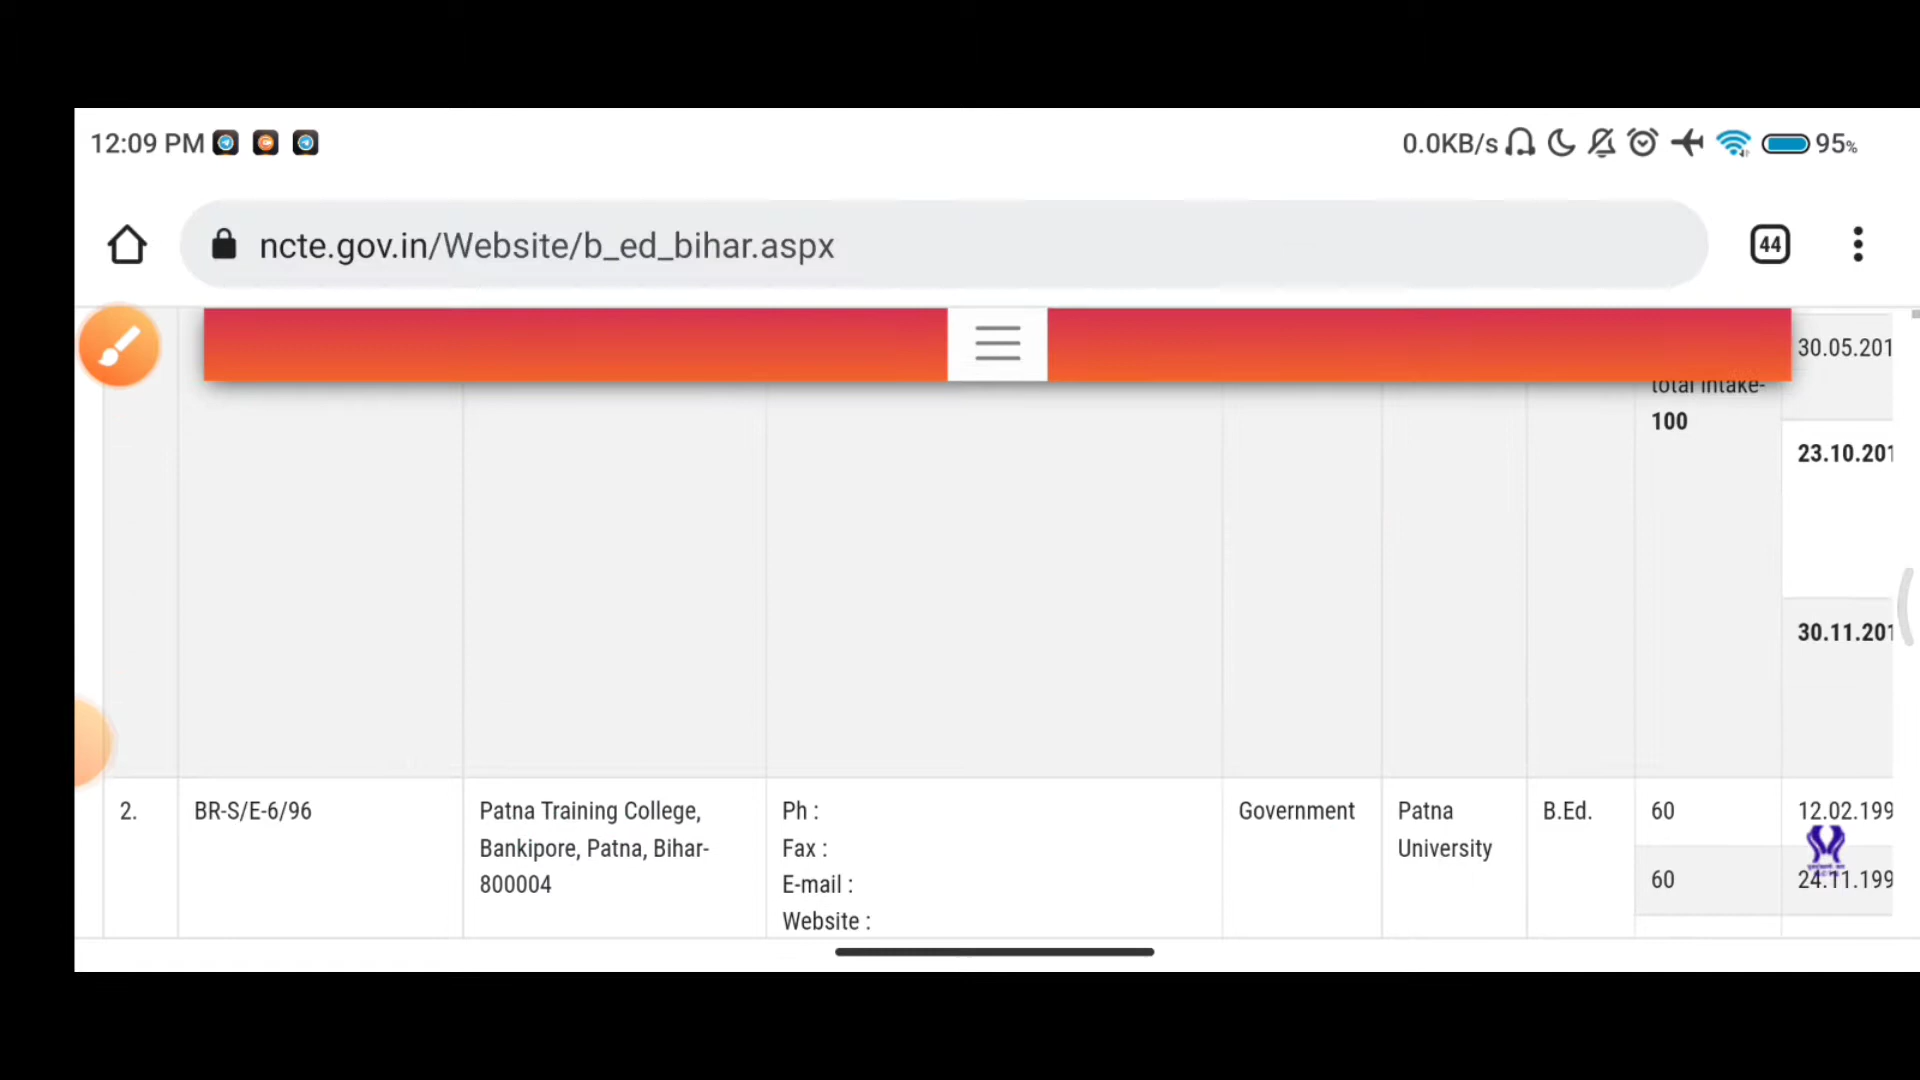 12:09 PM
0.0KB/s
95%
ncte.gov.in/Website/b_ed_bihar.aspx
44
30.05.201
total intake-
100
23.10.201
30.11.201
2.
BR-S/E-6/96
Patna Training College,
Bankipore, Patna, Bihar-
800004
Ph :
Fax :
E-mail :
Website :
Government
Patna
University
B.Ed.
60
12.02.199
60
24.11.199